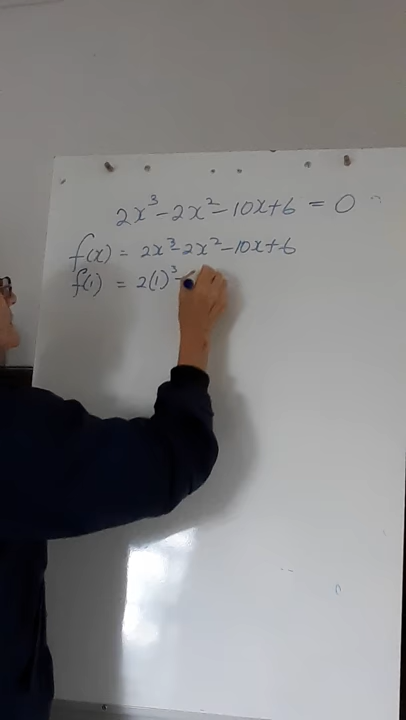 2x³-2x²-10x+6 = 0
f(x) = 2x³-2x²-10x+6
f(1) = 2(1)³-